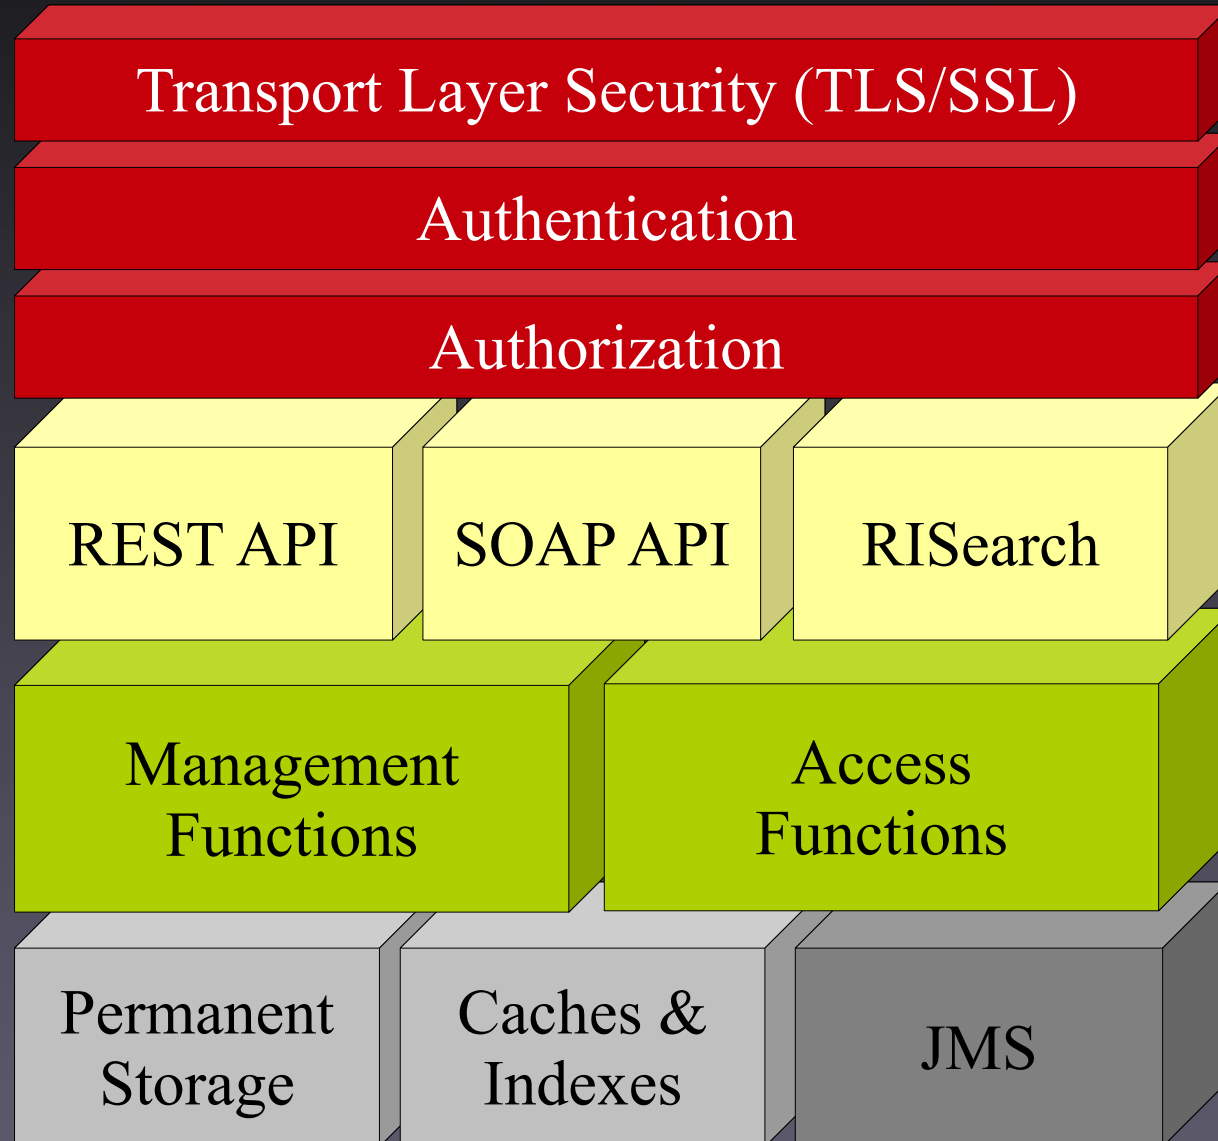 Transport Layer Security (TLS/SSL)
Authentication
Authorization
REST API
SOAP API
RISearch
Management
Functions
Access
Functions
Permanent
Storage
Caches &
Indexes
JMS